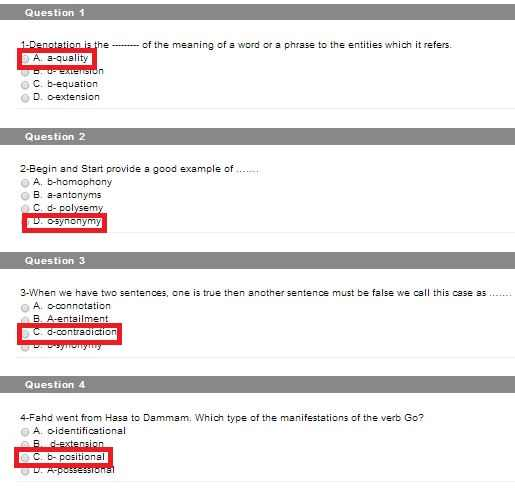 Question 1
1-Denotation is the --------- of the meaning of a word or a phrase to the entities which it refers.
A. a-quality
B. d- extension
C. b-equation
D. c-extension
Question 2
2-Begin and Start provide a good example of .......
A. b-homophony
B. a-antonyms
C. d- polysemy
D. c-synonymy
Question 3
3-When we have two sentences, one is true then another sentence must be false we call this case as .......
A. c-connotation
B. A-entailment
C. d-contradiction
D. b-synonymy
Question 4
4-Fahd went from Hasa to Dammam. Which type of the manifestations of the verb Go?
A. c-identificational
B. d-extension
C. b- positional
D. A-possessional